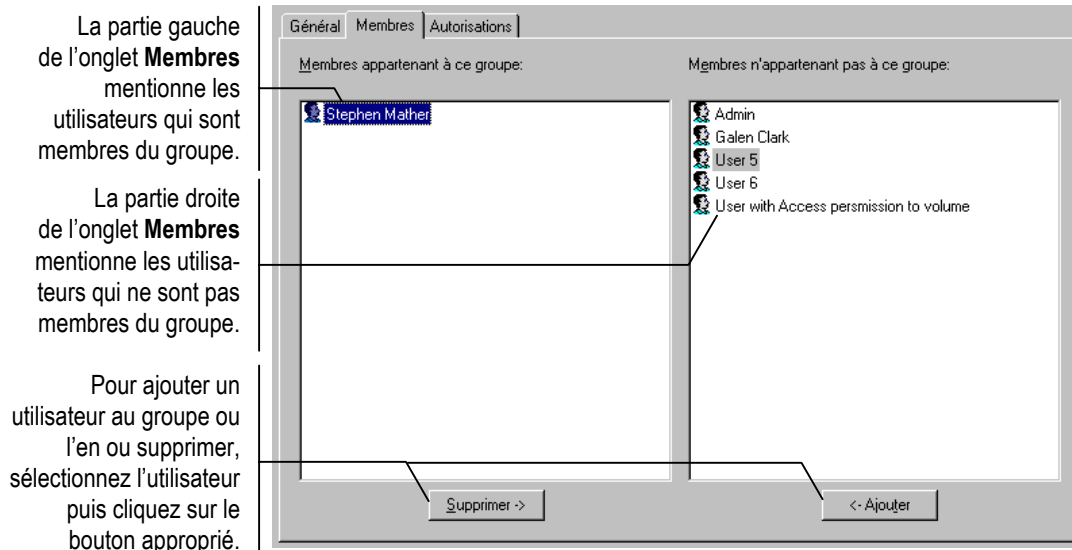 La partie gauche
de l’onglet Membres
mentionne les
utilisateurs qui sont
membres du groupe.
La partie droite
de l’onglet Membres
mentionne les utilisa-
teurs qui ne sont pas
membres du groupe.
Pour ajouter un
utilisateur au groupe ou
l’en ou supprimer,
sélectionnez l’utilisateur
puis cliquez sur le
bouton approprié.
Général Membres Autorisations
Membres appartenant à ce groupe:
Stephen Mather
Supprimer ->
Membres n'appartenant pas à ce groupe:
Admin
Galen Clark
User 5
User 6
User with Access persmission to volume
<- Ajouter